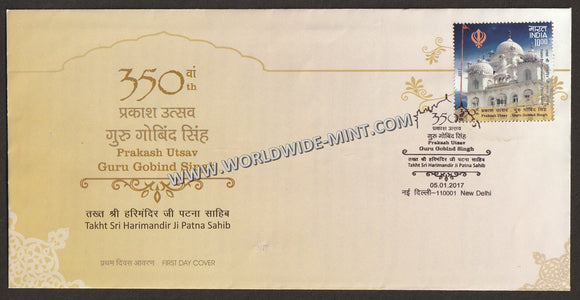 350 वां
th
प्रकाश उत्सव
गुरु गोबिंद सिंह
Prakash Utsav
Guru Gobind Singh
तख्त श्री हरिमंदिर जी पटना साहिब
Takht Sri Harimandir Ji Patna Sahib
प्रथम दिवस आवरण FIRST DAY COVER
भारत
INDIA
10.00
प्रकाश उत्सव गुरु गोबिंद सिंह
Prakash Utsav Guru Gobind Singh
350
प्रकाश उत्सव
गुरु गोबिंद सिंह
Prakash Utsav
Guru Gobind Singh
तख्त श्री हरिमंदिर जी पटना साहिब
Takht Sri Harimandir Ji Patna Sahib
05.01.2017
नई दिल्ली-110001 New Delhi
WWW.WORLDWIDE-MINT.COM